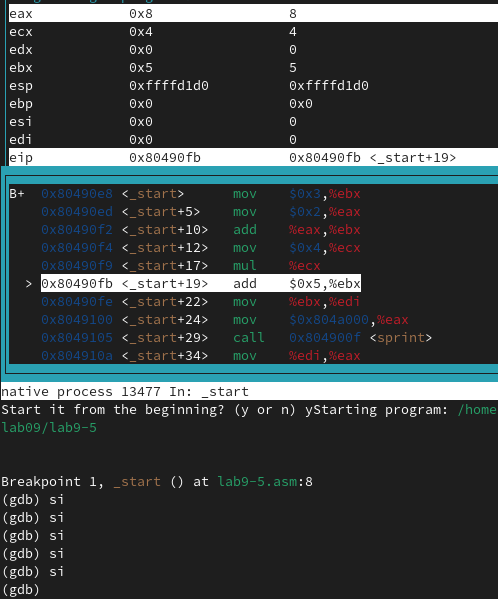 eax 0x8 8
ecx 0x4 4
edx 0x0 0
ebx 0x5 5
esp 0xffffd1d0 0xffffd1d0
ebp 0x0 0x0
esi 0x0 0
edi 0x0 0
eip 0x80490fb 0x80490fb <_start+19>
B+ 0x80490e8 <_start> mov $0x3,%ebx
0x80490ed <_start+5> mov $0x2,%eax
0x80490f2 <_start+10> add %eax,%ebx
0x80490f4 <_start+12> mov $0x4,%ecx
0x80490f9 <_start+17> mul %ecx
> 0x80490fb <_start+19> add $0x5,%ebx
0x80490fe <_start+22> mov %ebx,%edi
0x8049100 <_start+24> mov $0x804a000,%eax
0x8049105 <_start+29> call 0x804900f <sprint>
0x804910a <_start+34> mov %edi,%eax
native process 13477 In: _start
Start it from the beginning? (y or n) yStarting program: /home
lab09/lab9-5
Breakpoint 1, _start () at lab9-5.asm:8
(gdb) si
(gdb) si
(gdb) si
(gdb) si
(gdb) si
(gdb)